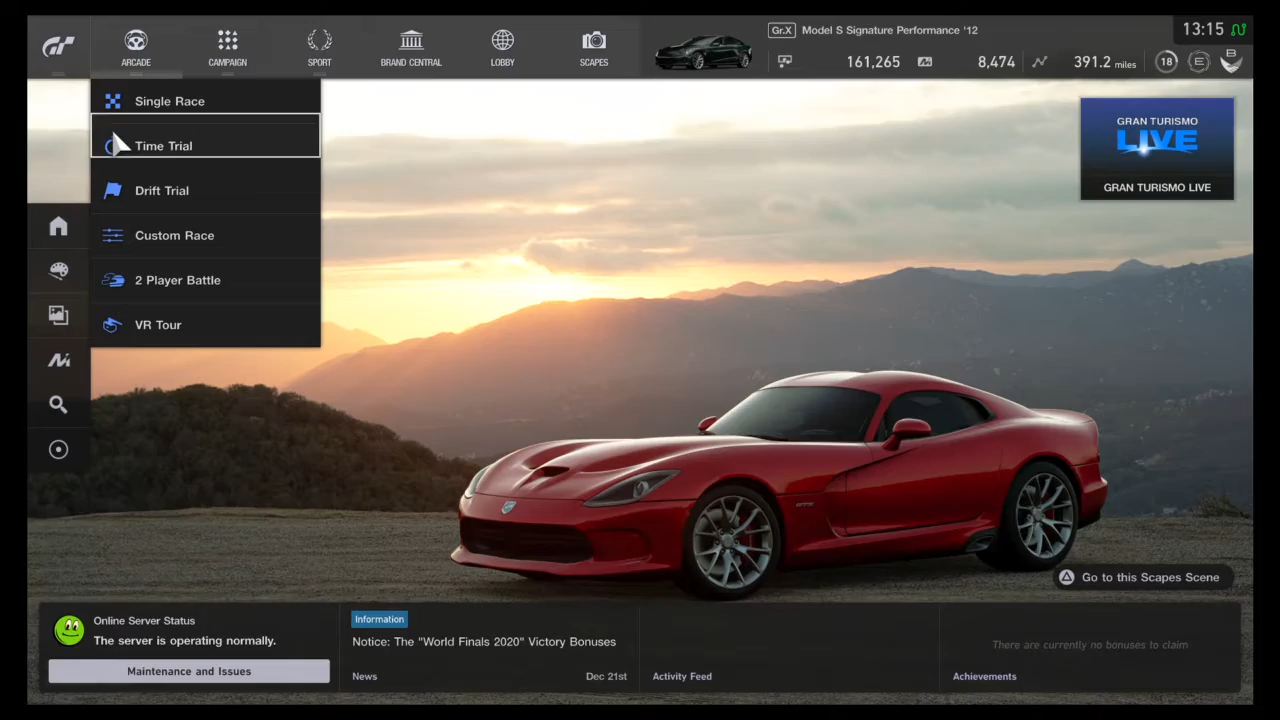 ARCADE
CAMPAIGN
SPORT
BRAND CENTRAL
LOBBY
SCAPES
Gr.X Model S Signature Performance '12
161,265
8,474
391.2 miles
18
E
B
13:15
Single Race
Time Trial
Drift Trial
Custom Race
2 Player Battle
VR Tour
GRAN TURISMO
LIVE
GRAN TURISMO LIVE
Go to this Scapes Scene
Online Server Status
The server is operating normally.
Maintenance and Issues
Information
Notice: The "World Finals 2020" Victory Bonuses
News
Dec 21st
Activity Feed
There are currently no bonuses to claim
Achievements